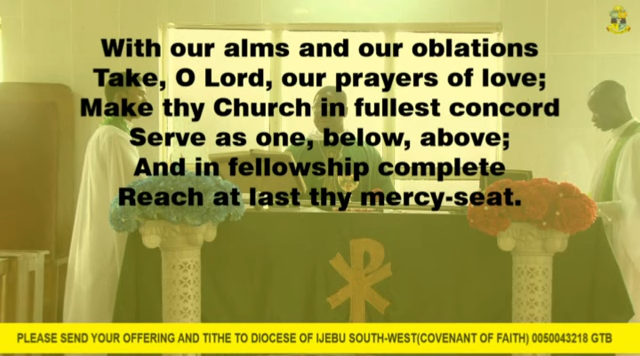 With our alms and our oblations
Take, O Lord, our prayers of love;
Make thy Church in fullest concord
Serve as one, below, above;
And in fellowship complete
Reach at last thy mercy-seat.
PLEASE SEND YOUR OFFERING AND TITHE TO DIOCESE OF IJEBU SOUTH-WEST(COVENANT OF FAITH) 0050043218 GTB